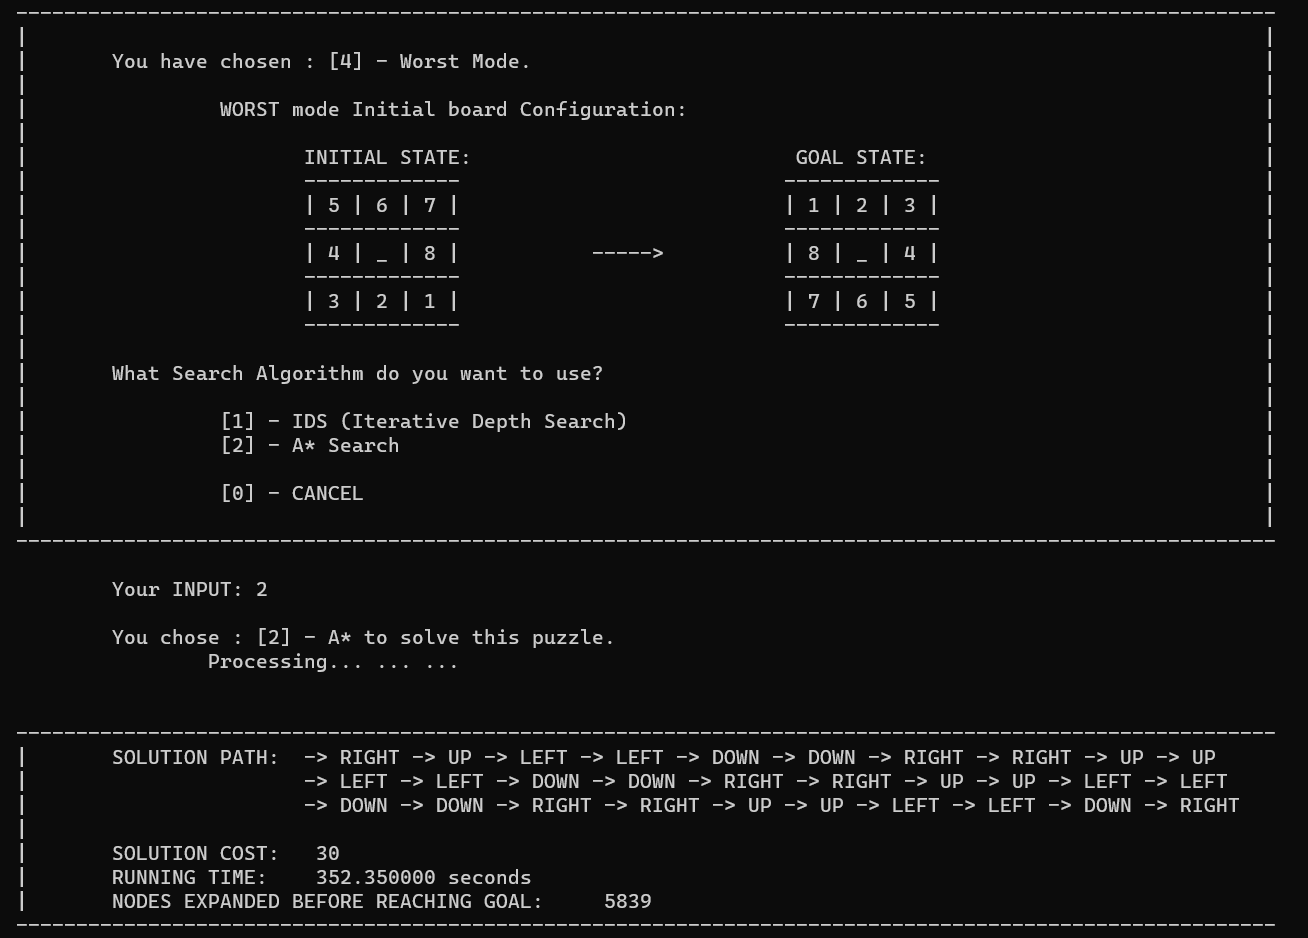 You have chosen : [4] - Worst Mode.
WORST mode Initial board Configuration:
INITIAL STATE: GOAL STATE:
-------------          -------------
| 5 | 6 | 7 |          | 1 | 2 | 3 |
-------------          -------------
| 4 | _ | 8 |  ----->  | 8 | _ | 4 |
-------------          -------------
| 3 | 2 | 1 |          | 7 | 6 | 5 |
-------------          -------------
What Search Algorithm do you want to use?
[1] - IDS (Iterative Depth Search)
[2] - A* Search
[0] - CANCEL
Your INPUT: 2
You chose : [2] - A* to solve this puzzle.
Processing... ... ...
SOLUTION PATH: -> RIGHT -> UP -> LEFT -> LEFT -> DOWN -> DOWN -> RIGHT -> RIGHT -> UP -> UP
-> LEFT -> LEFT -> DOWN -> DOWN -> RIGHT -> RIGHT -> UP -> UP -> LEFT -> LEFT
-> DOWN -> DOWN -> RIGHT -> RIGHT -> UP -> UP -> LEFT -> LEFT -> DOWN -> RIGHT
SOLUTION COST: 30
RUNNING TIME: 352.350000 seconds
NODES EXPANDED BEFORE REACHING GOAL: 5839